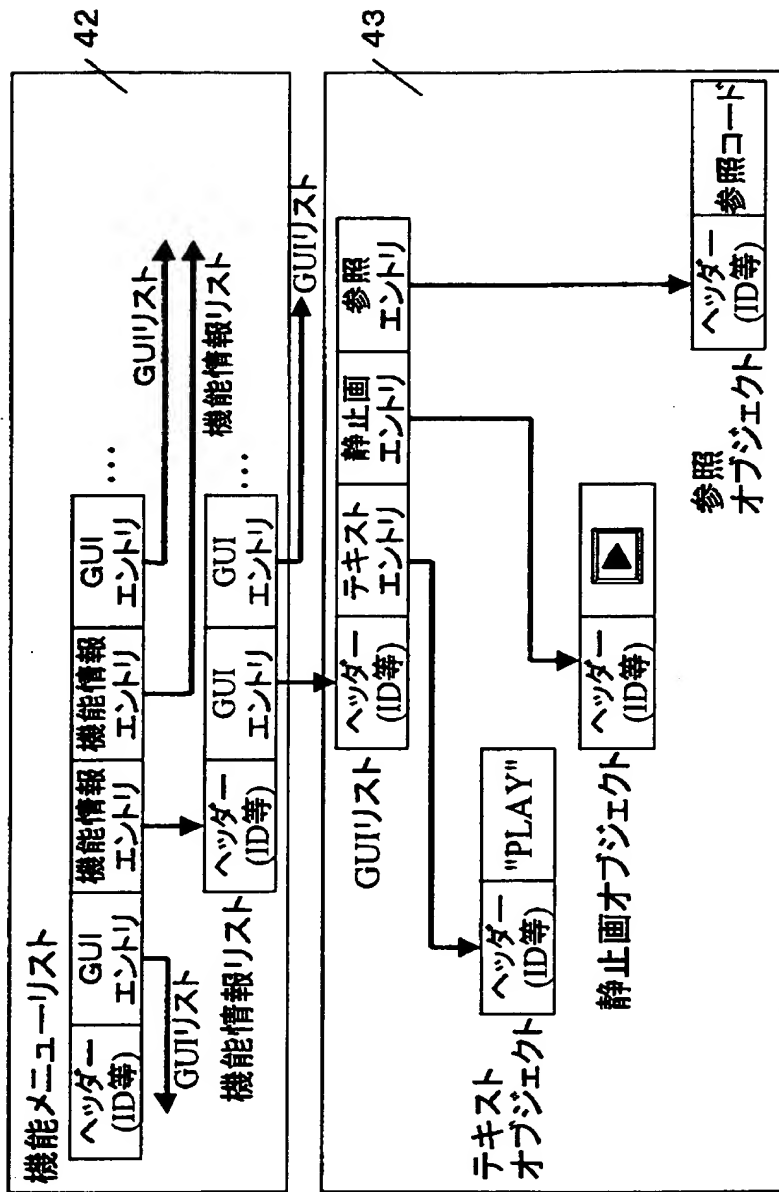 42
機能メニューリスト
ヘッダー
(ID等)
GUI
エントリ
機能情報
エントリ
機能情報
エントリ
GUI
エントリ
...
GUIリスト
GUIリスト
機能情報リスト
機能情報リスト
ヘッダー
(ID等)
GUI
エントリ
GUI
エントリ
...
GUIリスト
43
GUIリスト
ヘッダー
(ID等)
テキスト
エントリ
静止画
エントリ
参照
エントリ
テキスト
オブジェクト
ヘッダー
(ID等)
"PLAY"
静止画オブジェクト
ヘッダー
(ID等)
参照
オブジェクト
ヘッダー
(ID等)
参照コード